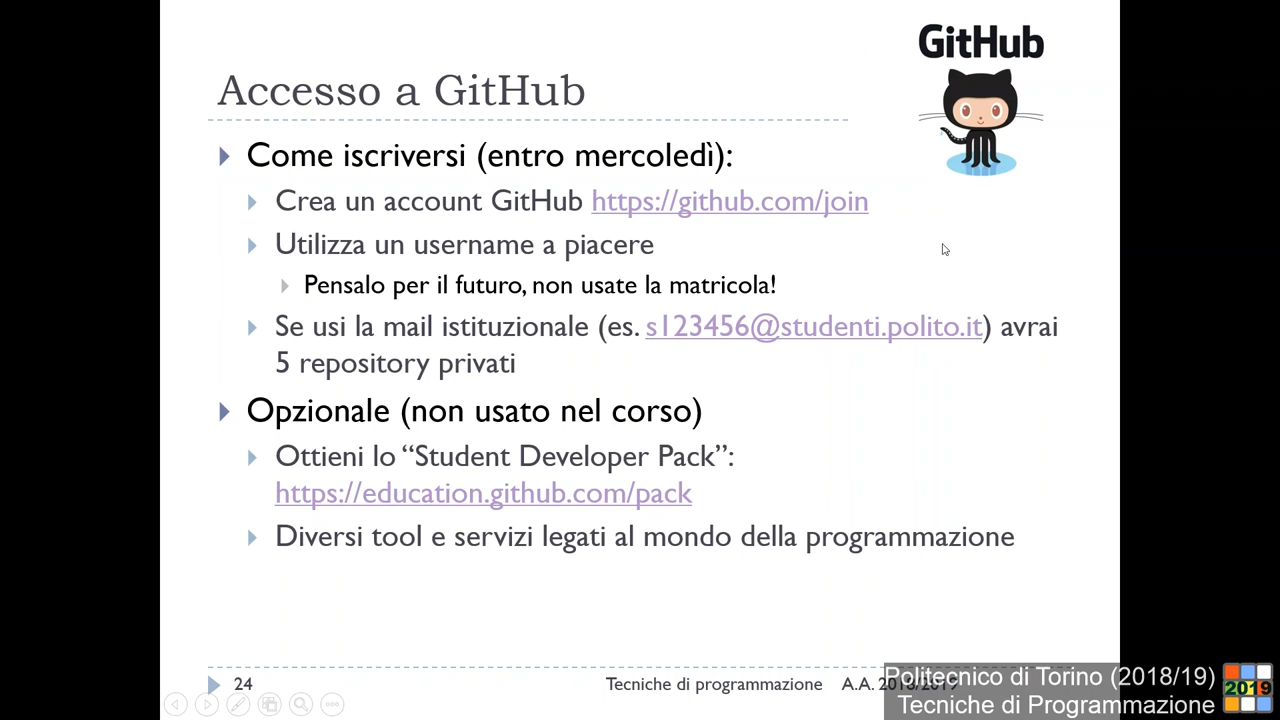 GitHub
Accesso a GitHub
Come iscriversi (entro mercoledì):
Crea un account GitHub https://github.com/join
Utilizza un username a piacere
Pensalo per il futuro, non usate la matricola!
Se usi la mail istituzionale (es. s123456@studenti.polito.it) avrai
5 repository privati
Opzionale (non usato nel corso)
Ottieni lo “Student Developer Pack”:
https://education.github.com/pack
Diversi tool e servizi legati al mondo della programmazione
24
Tecniche di programmazione A.A. 2018/2019
Politecnico di Torino (2018/19)
Tecniche di Programmazione
2019